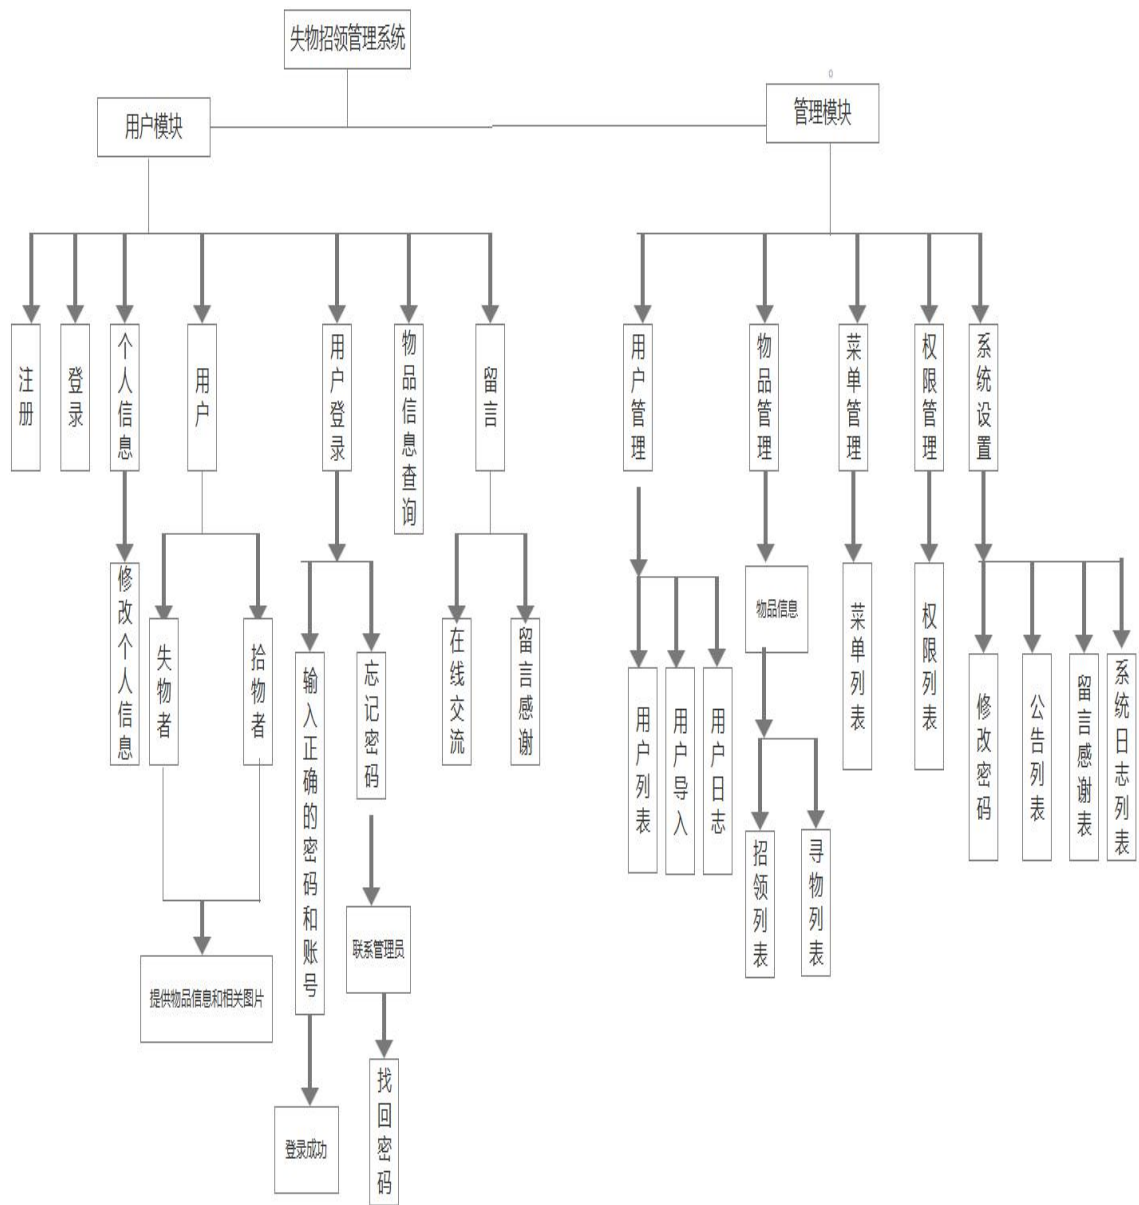 失物招领管理系统
用户模块
管理模块
注册
登录
个人信息
用户
用户登录
物品信息查询
留言
用户管理
物品管理
菜单管理
权限管理
系统设置
修改个人信息
失物者
拾物者
输入正确的密码和账号
忘记密码
在线交流
留言感谢
用户列表
用户导入
用户日志
物品信息
菜单列表
权限列表
修改密码
公告列表
留言感谢表
系统日志列表
招领列表
寻物列表
提供物品信息和相关图片
联系管理员
登录成功
找回密码